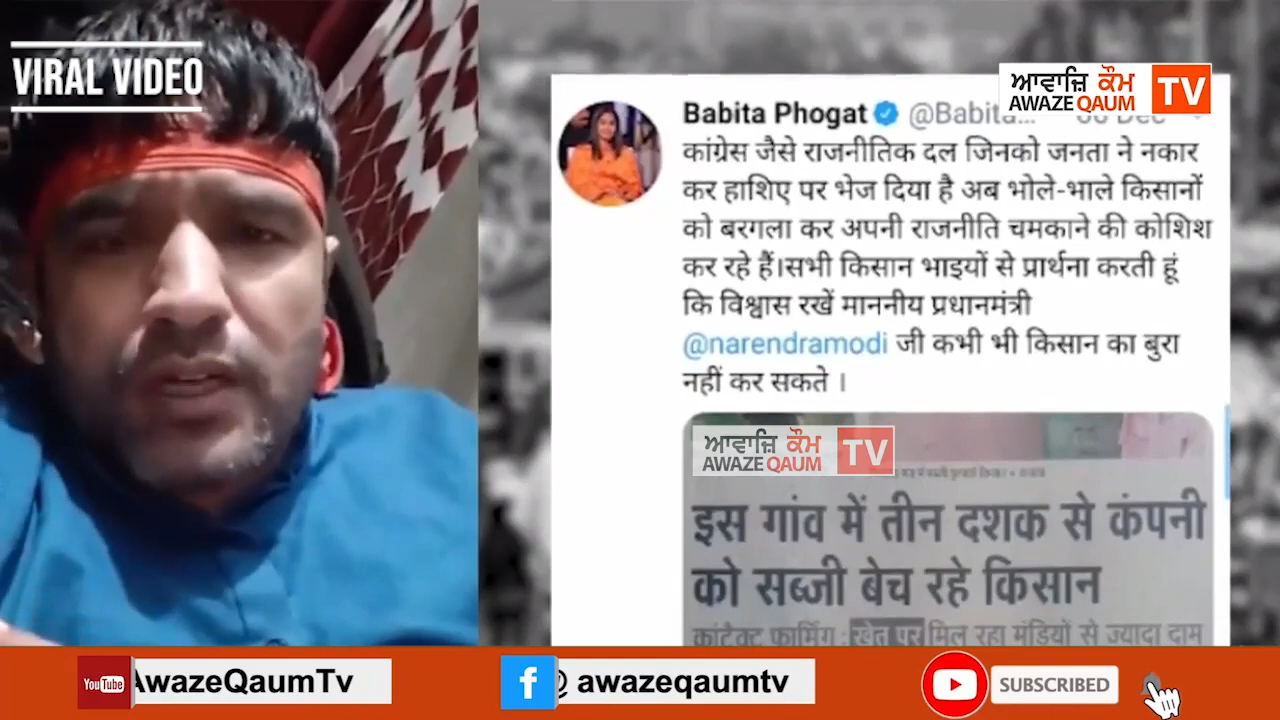 VIRAL VIDEO
ਆਵਾਜ਼ਿ ਕੌਮ
AWAZE QAUM TV
Babita Phogat @Babita...
कांग्रेस जैसे राजनीतिक दल जिनको जनता ने नकार
कर हाशिए पर भेज दिया है अब भोले-भाले किसानों
को बरगला कर अपनी राजनीति चमकाने की कोशिश
कर रहे हैं।सभी किसान भाइयों से प्रार्थना करती हूं
कि विश्वास रखें माननीय प्रधानमंत्री
@narendramodi जी कभी भी किसान का बुरा
नहीं कर सकते ।
ਆਵਾਜ਼ਿ ਕੌਮ
AWAZE QAUM TV
इस गांव में तीन दशक से कंपनी
को सब्जी बेच रहे किसान
कांट्रैक्ट फार्मिंग : खेत पर मिल रहा मंडियों से ज्यादा दाम
YouTube AwazeQaumTv
f @ awazeqaumtv
SUBSCRIBED